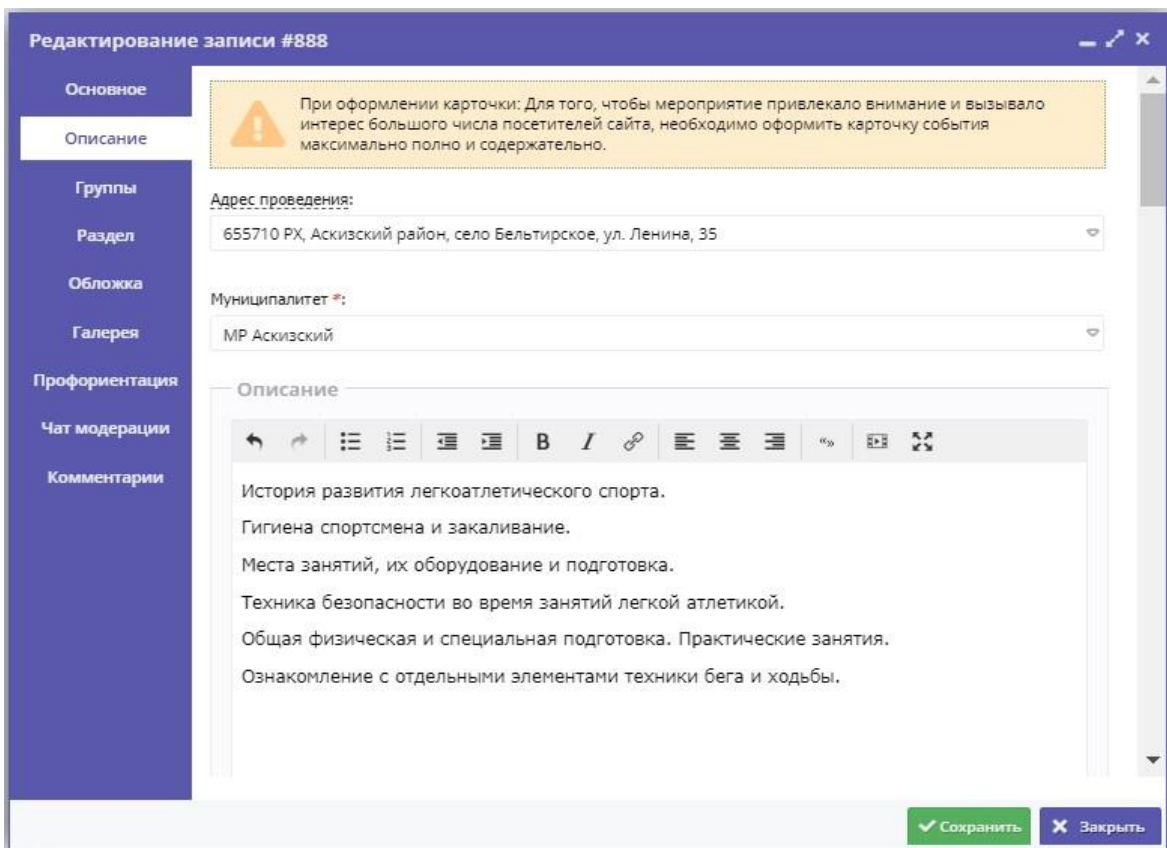 Редактирование записи #888
Основное
Описание
Группы
Раздел
Обложка
Галерея
Профориентация
Чат модерации
Комментарии
При оформлении карточки: Для того, чтобы мероприятие привлекало внимание и вызывало
интерес большого числа посетителей сайта, необходимо оформить карточку события
максимально полно и содержательно.
Адрес проведения:
655710 РХ, Аскизский район, село Бельтирское, ул. Ленина, 35
Муниципалитет *:
МР Аскизский
Описание
История развития легкоатлетического спорта.
Гигиена спортсмена и закаливание.
Места занятий, их оборудование и подготовка.
Техника безопасности во время занятий легкой атлетикой.
Общая физическая и специальная подготовка. Практические занятия.
Ознакомление с отдельными элементами техники бега и ходьбы.
Сохранить
Закрыть